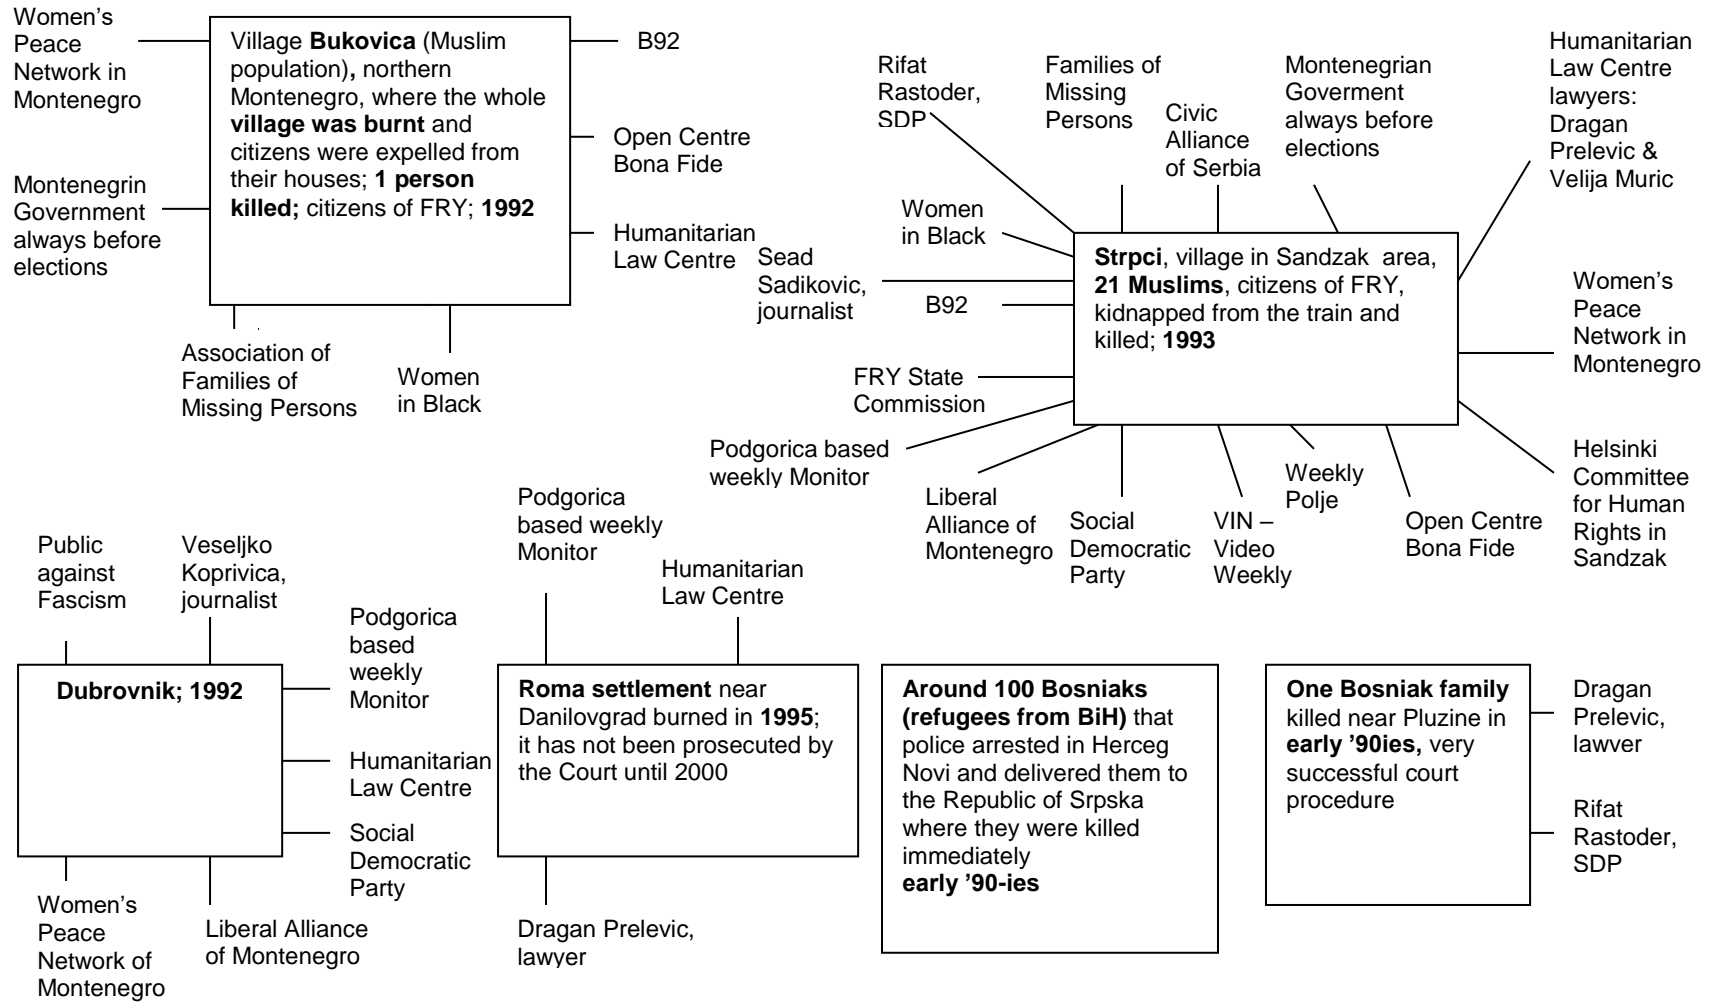 Women's
Peace
Network in
Montenegro
Montenegrin
Government
always before
elections
Village Bukovica (Muslim
population), northern
Montenegro, where the whole
village was burnt and
citizens were expelled from
their houses; 1 person
killed; citizens of FRY; 1992
B92
Open Centre
Bona Fide
Humanitarian
Law Centre
Association of
Families of
Missing Persons
Women
in Black
Rifat
Rastoder,
SDP
Families of
Missing
Persons
Civic
Alliance
of Serbia
Montenegrian
Goverment
always before
elections
Humanitarian
Law Centre
lawyers:
Dragan
Prelevic &
Velija Muric
Women
in Black
Sead
Sadikovic,
journalist
B92
FRY State
Commission
Podgorica based
weekly Monitor
Strpci, village in Sandzak area,
21 Muslims, citizens of FRY,
kidnapped from the train and
killed; 1993
Women's
Peace
Network in
Montenegro
Helsinki
Committee
for Human
Rights in
Sandzak
Liberal
Alliance of
Montenegro
Social
Democratic
Party
VIN –
Video
Weekly
Weekly
Polje
Open Centre
Bona Fide
Public
against
Fascism
Veseljko
Koprivica,
journalist
Dubrovnik; 1992
Podgorica
based
weekly
Monitor
Humanitarian
Law Centre
Social
Democratic
Party
Women's
Peace
Network of
Montenegro
Liberal Alliance
of Montenegro
Podgorica
based weekly
Monitor
Humanitarian
Law Centre
Roma settlement near
Danilovgrad burned in 1995;
it has not been prosecuted by
the Court until 2000
Dragan Prelevic,
lawyer
Around 100 Bosniaks
(refugees from BiH) that
police arrested in Herceg
Novi and delivered them to
the Republic of Srpska
where they were killed
immediately
early '90-ies
One Bosniak family
killed near Pluzine in
early '90ies, very
successful court
procedure
Dragan
Prelevic,
lawyer
Rifat
Rastoder,
SDP